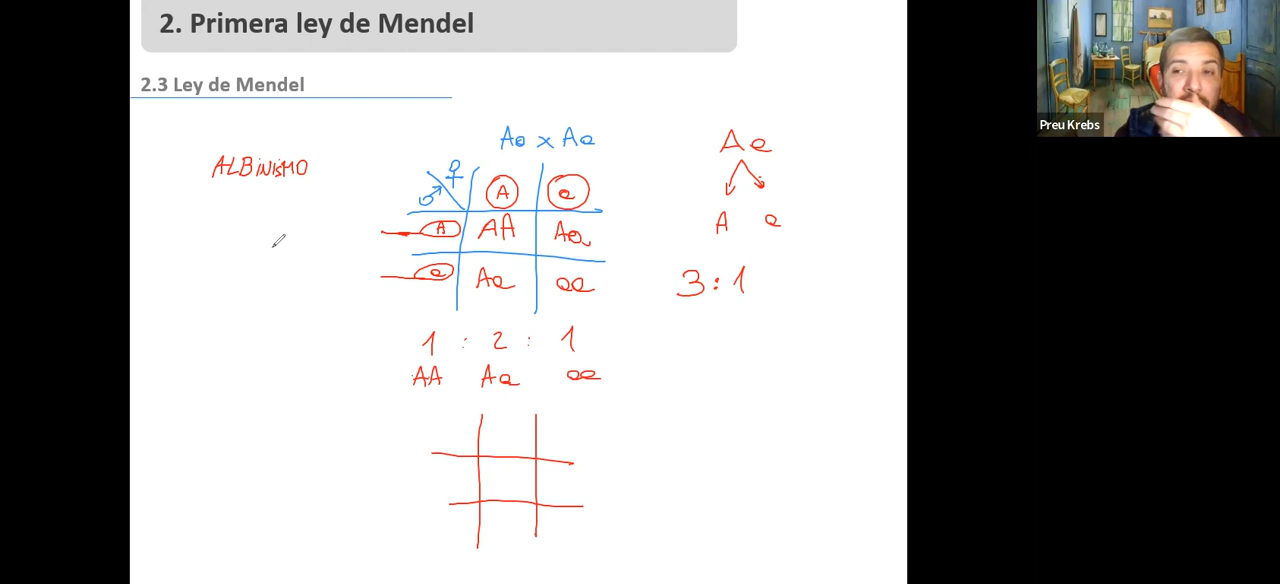 2. Primera ley de Mendel
2.3 Ley de Mendel
Preu Krebs
ALBINISMO
Aa x Aa
♂ ♀ A a
A AA Aa
a Aa aa
1 : 2 : 1
AA Aa aa
Aa
A a
3:1